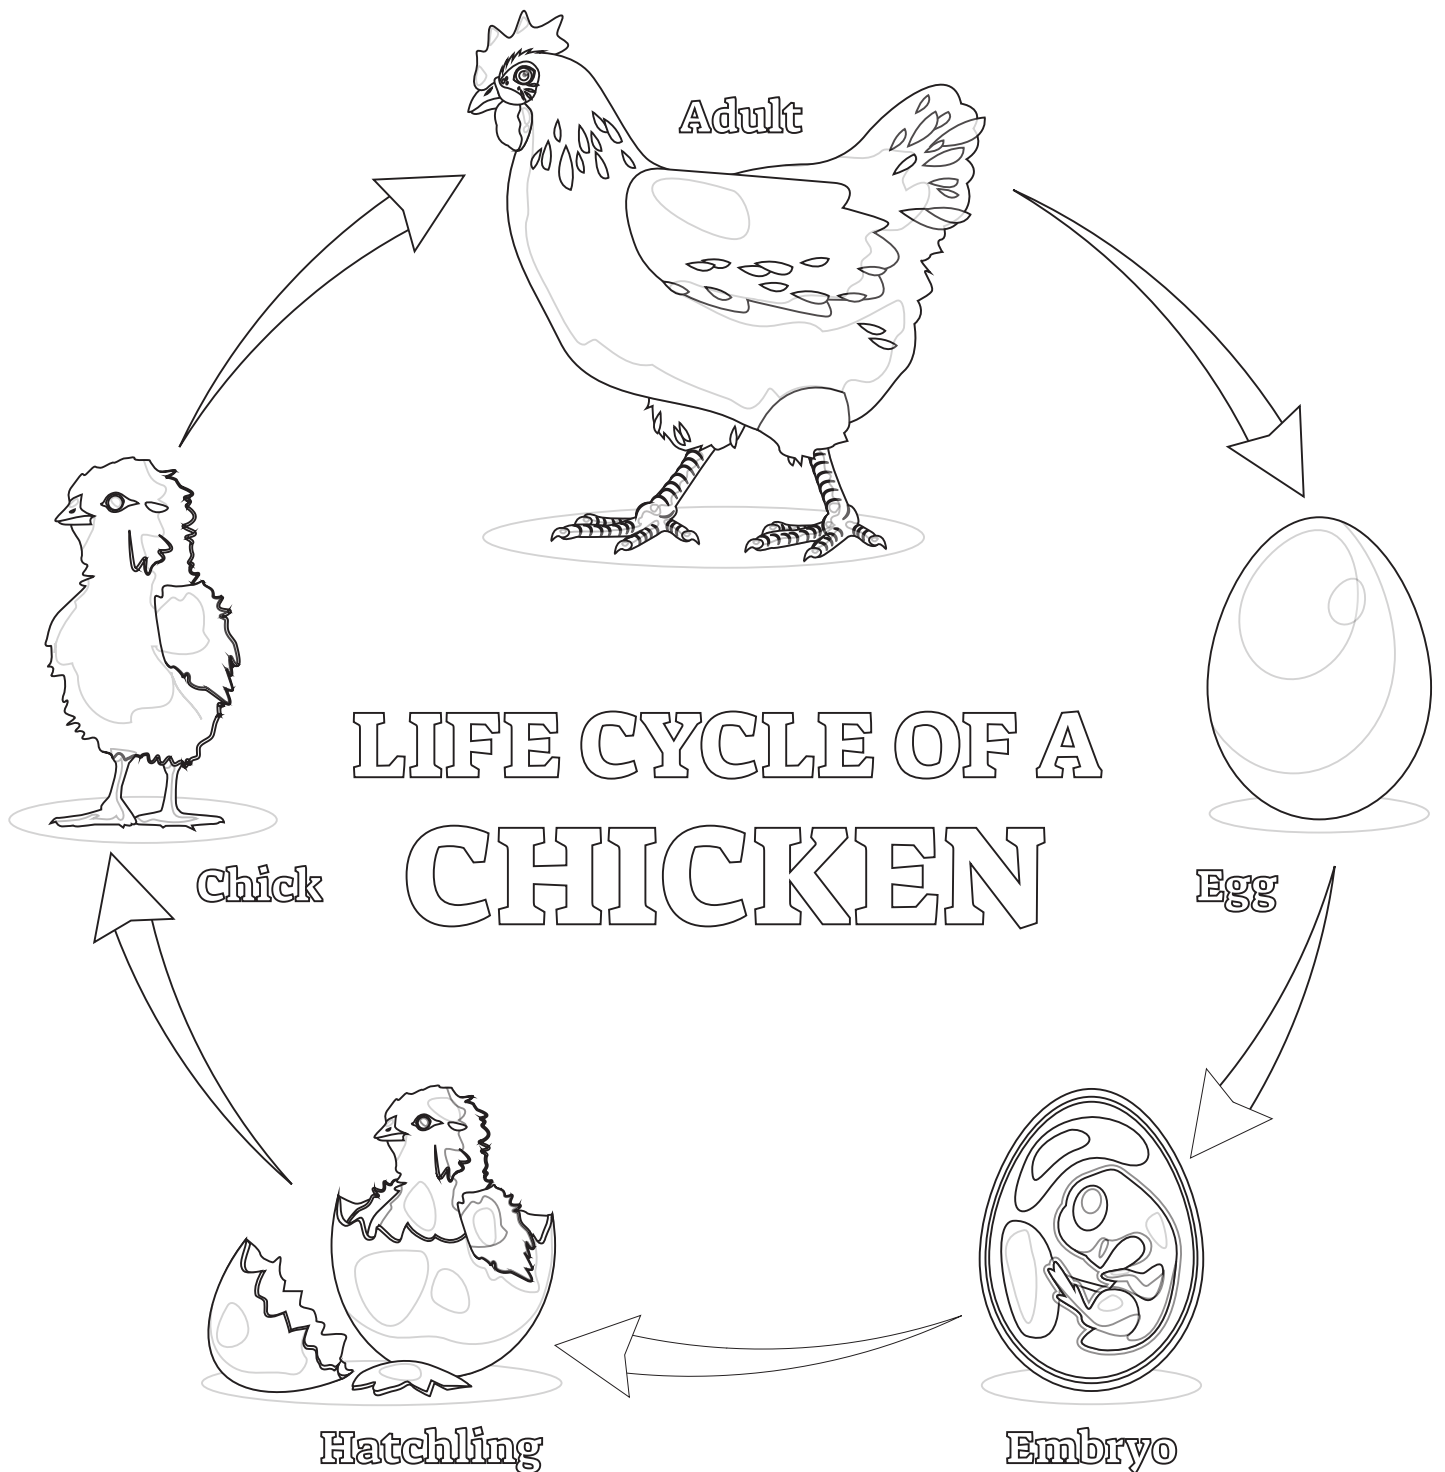 Adult
LIFE CYCLE OF A
CHICKEN
Chick
Egg
Hatchling
Embryo